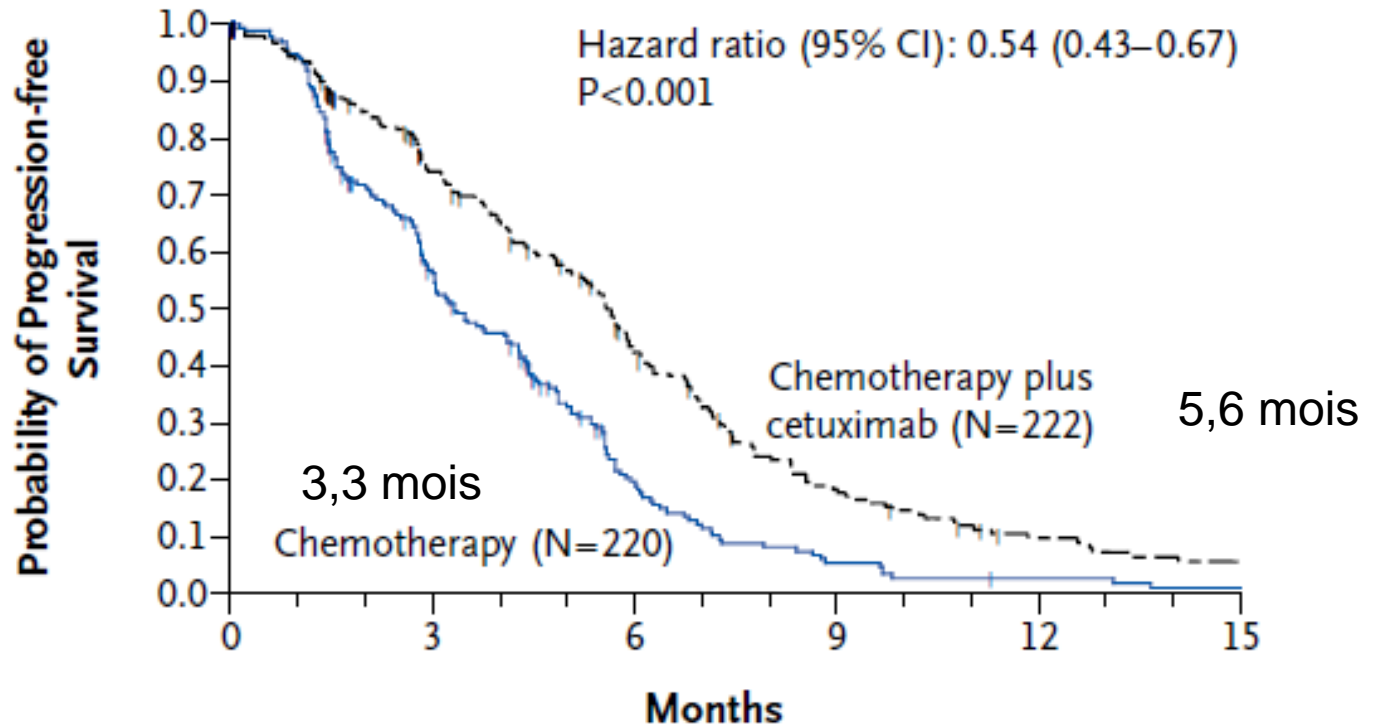 Probability of Progression-free
Survival
1.0
0.9
0.8
0.7
0.6
0.5
0.4
0.3
0.2
0.1
0.0
Hazard ratio (95% CI): 0.54 (0.43–0.67)
P<0.001
Chemotherapy plus
cetuximab (N=222)
5,6 mois
3,3 mois
Chemotherapy (N=220)
0 3 6 9 12 15
Months